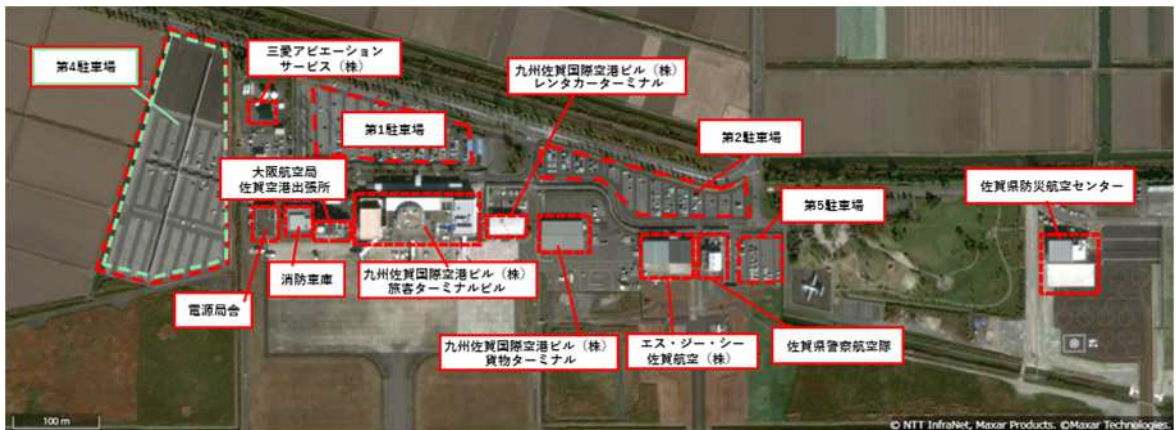 三愛アビエーション
サービス（株）
第4駐車場
九州佐賀国際空港ビル（株）
レンタカーターミナル
第1駐車場
第2駐車場
大阪航空局
佐賀空港出張所
佐賀県防災航空センター
第5駐車場
消防車庫
九州佐賀国際空港ビル（株）
旅客ターミナルビル
電源局舎
九州佐賀国際空港ビル（株）
貨物ターミナル
エス・ジー・シー
佐賀航空（株）
佐賀県警察航空隊
100 m
© NTT InfraNet, Maxar Products. ©Maxar Technologies.